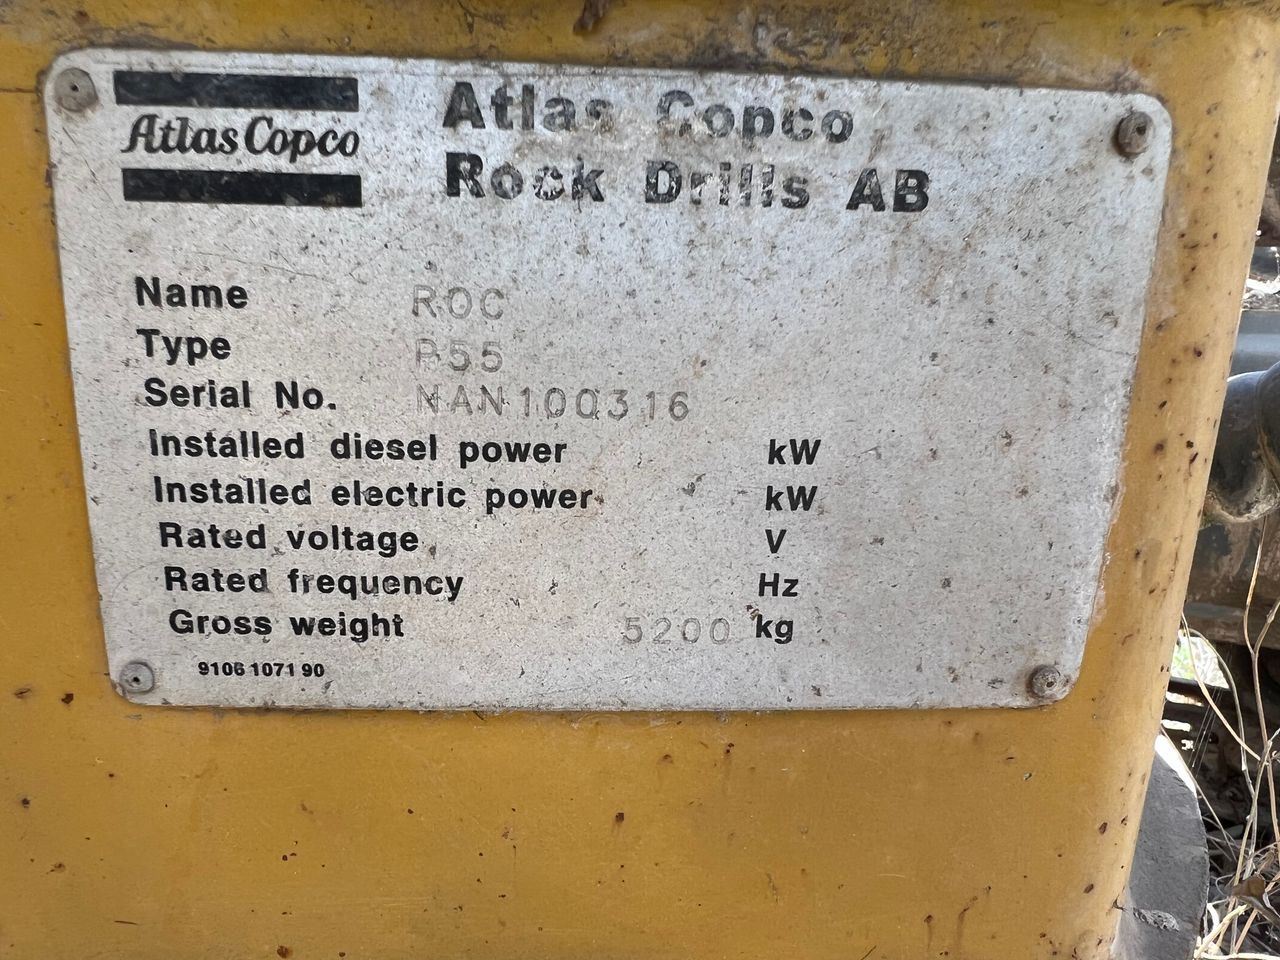 Atlas Copco
Atlas Copco
Rock Drills AB
Name ROC
Type P55
Serial No. NAN100316
Installed diesel power kW
Installed electric power kW
Rated voltage V
Rated frequency Hz
Gross weight 5200 kg
9106 1071 90